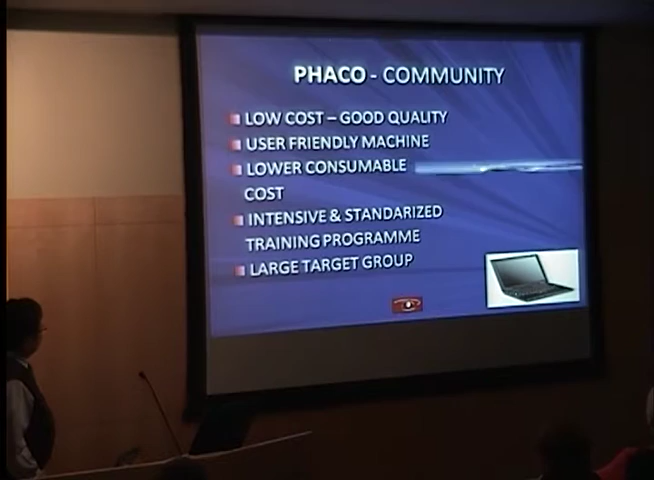 PHACO - COMMUNITY
LOW COST – GOOD QUALITY
USER FRIENDLY MACHINE
LOWER CONSUMABLE
COST
INTENSIVE & STANDARIZED
TRAINING PROGRAMME
LARGE TARGET GROUP